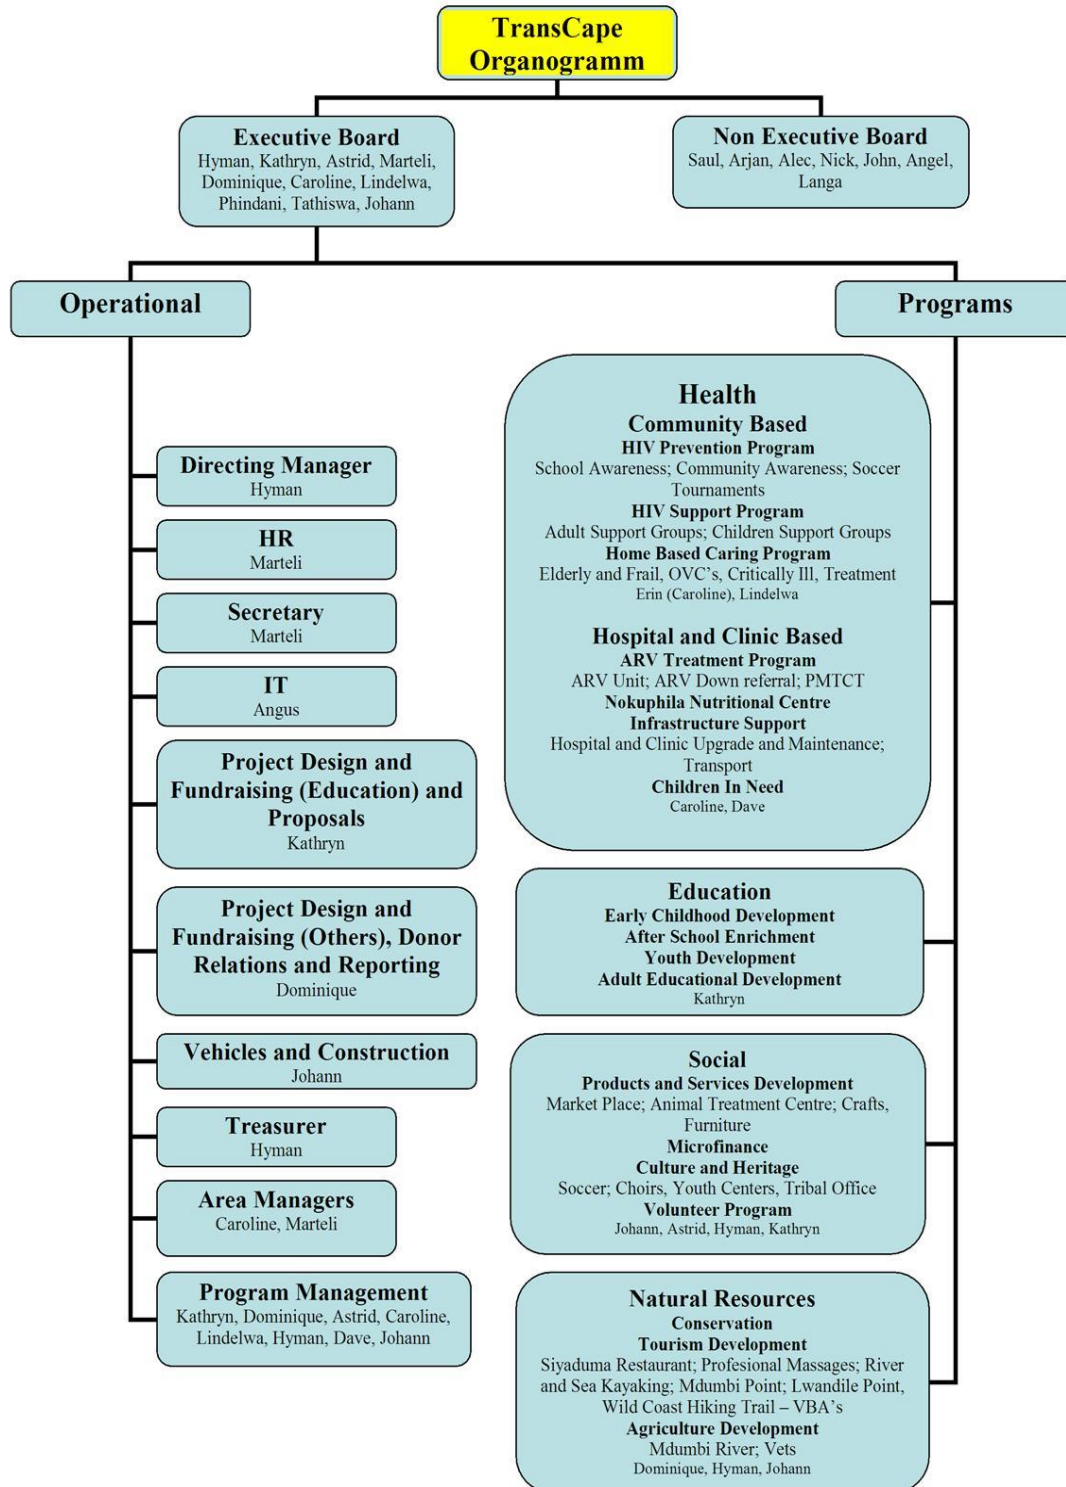 TransCape
Organogramm
Executive Board
Hyman, Kathryn, Astrid, Marteli,
Dominique, Caroline, Lindelwa,
Phindani, Tathiswa, Johann
Non Executive Board
Saul, Arjan, Alec, Nick, John, Angel,
Langa
Operational
Programs
Directing Manager
Hyman
HR
Marteli
Secretary
Marteli
IT
Angus
Project Design and
Fundraising (Education) and
Proposals
Kathryn
Project Design and
Fundraising (Others), Donor
Relations and Reporting
Dominique
Vehicles and Construction
Johann
Treasurer
Hyman
Area Managers
Caroline, Marteli
Program Management
Kathryn, Dominique, Astrid, Caroline,
Lindelwa, Hyman, Dave, Johann
Health
Community Based
HIV Prevention Program
School Awareness; Community Awareness; Soccer
Tournaments
HIV Support Program
Adult Support Groups; Children Support Groups
Home Based Caring Program
Elderly and Frail, OVC’s, Critically Ill, Treatment
Erin (Caroline), Lindelwa
Hospital and Clinic Based
ARV Treatment Program
ARV Unit; ARV Down referral; PMTCT
Nokuphila Nutritional Centre
Infrastructure Support
Hospital and Clinic Upgrade and Maintenance;
Transport
Children In Need
Caroline, Dave
Education
Early Childhood Development
After School Enrichment
Youth Development
Adult Educational Development
Kathryn
Social
Products and Services Development
Market Place; Animal Treatment Centre; Crafts,
Furniture
Microfinance
Culture and Heritage
Soccer; Choirs, Youth Centers, Tribal Office
Volunteer Program
Johann, Astrid, Hyman, Kathryn
Natural Resources
Conservation
Tourism Development
Siyaduma Restaurant; Profesional Massages; River
and Sea Kayaking; Mdumbi Point; Lwandile Point,
Wild Coast Hiking Trail – VBA’s
Agriculture Development
Mdumbi River; Vets
Dominique, Hyman, Johann